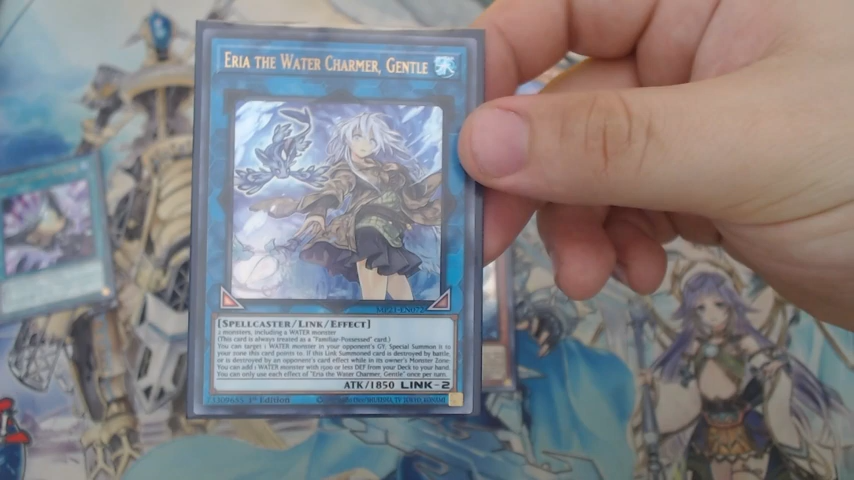 ERIA THE WATER CHARMER, GENTLE
MP21-EN072
[SPELLCASTER/LINK/EFFECT]
2 monsters, including a WATER monster
(This card is always treated as a "Familiar-Possessed" card.)
You can target 1 WATER monster in your opponent's GY; Special Summon it to
your zone this card points to. If this Link Summoned card is destroyed by battle,
or is destroyed by an opponent's card effect while in its owner's Monster Zone:
You can add 1 WATER monster with 1500 or less DEF from your Deck to your hand.
You can only use each effect of "Eria the Water Charmer, Gentle" once per turn.
ATK/1850 LINK-2
1st Edition